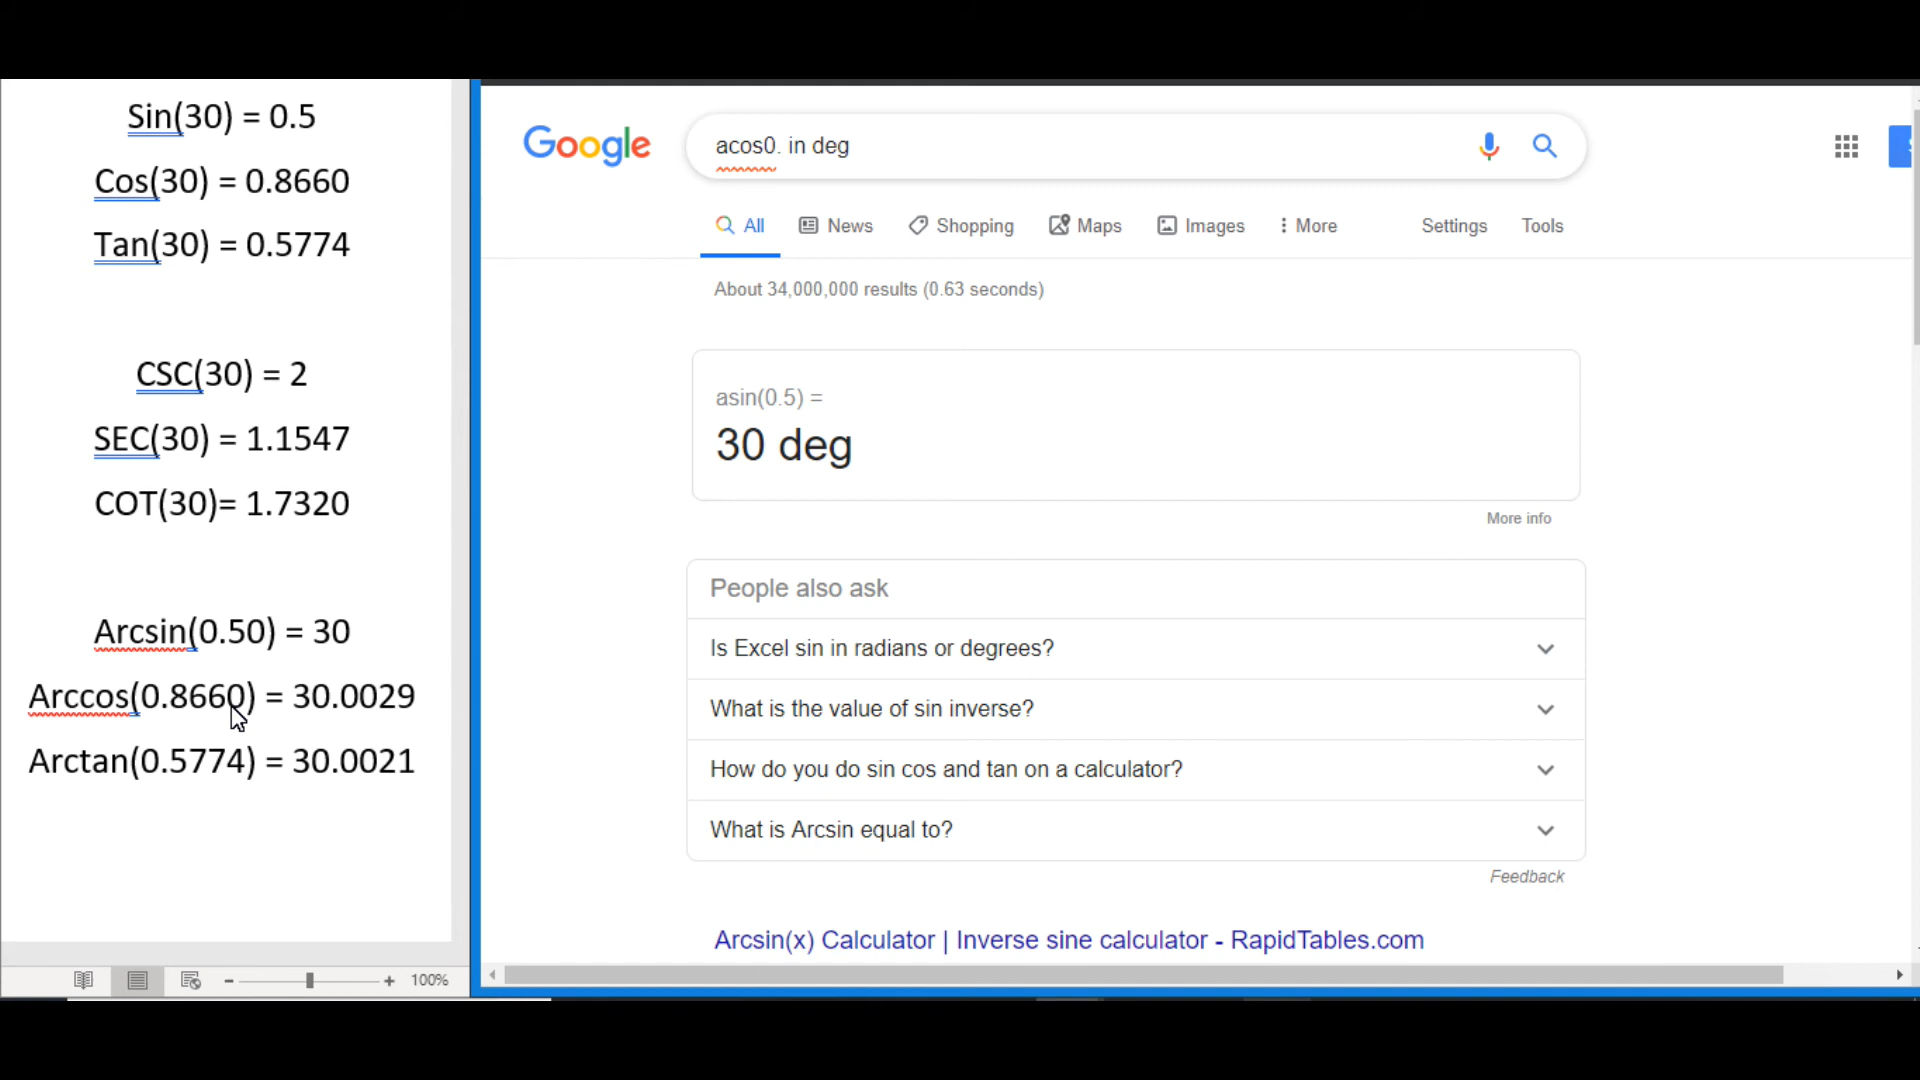 Sin(30) = 0.5
Cos(30) = 0.8660
Tan(30) = 0.5774
CSC(30) = 2
SEC(30) = 1.1547
COT(30)= 1.7320
Arcsin(0.50) = 30
Arccos(0.8660) = 30.0029
Arctan(0.5774) = 30.0021
100%
Google
acos0. in deg
All News Shopping Maps Images More Settings Tools
About 34,000,000 results (0.63 seconds)
asin(0.5) =
30 deg
More info
People also ask
Is Excel sin in radians or degrees?
What is the value of sin inverse?
How do you do sin cos and tan on a calculator?
What is Arcsin equal to?
Feedback
Arcsin(x) Calculator | Inverse sine calculator - RapidTables.com